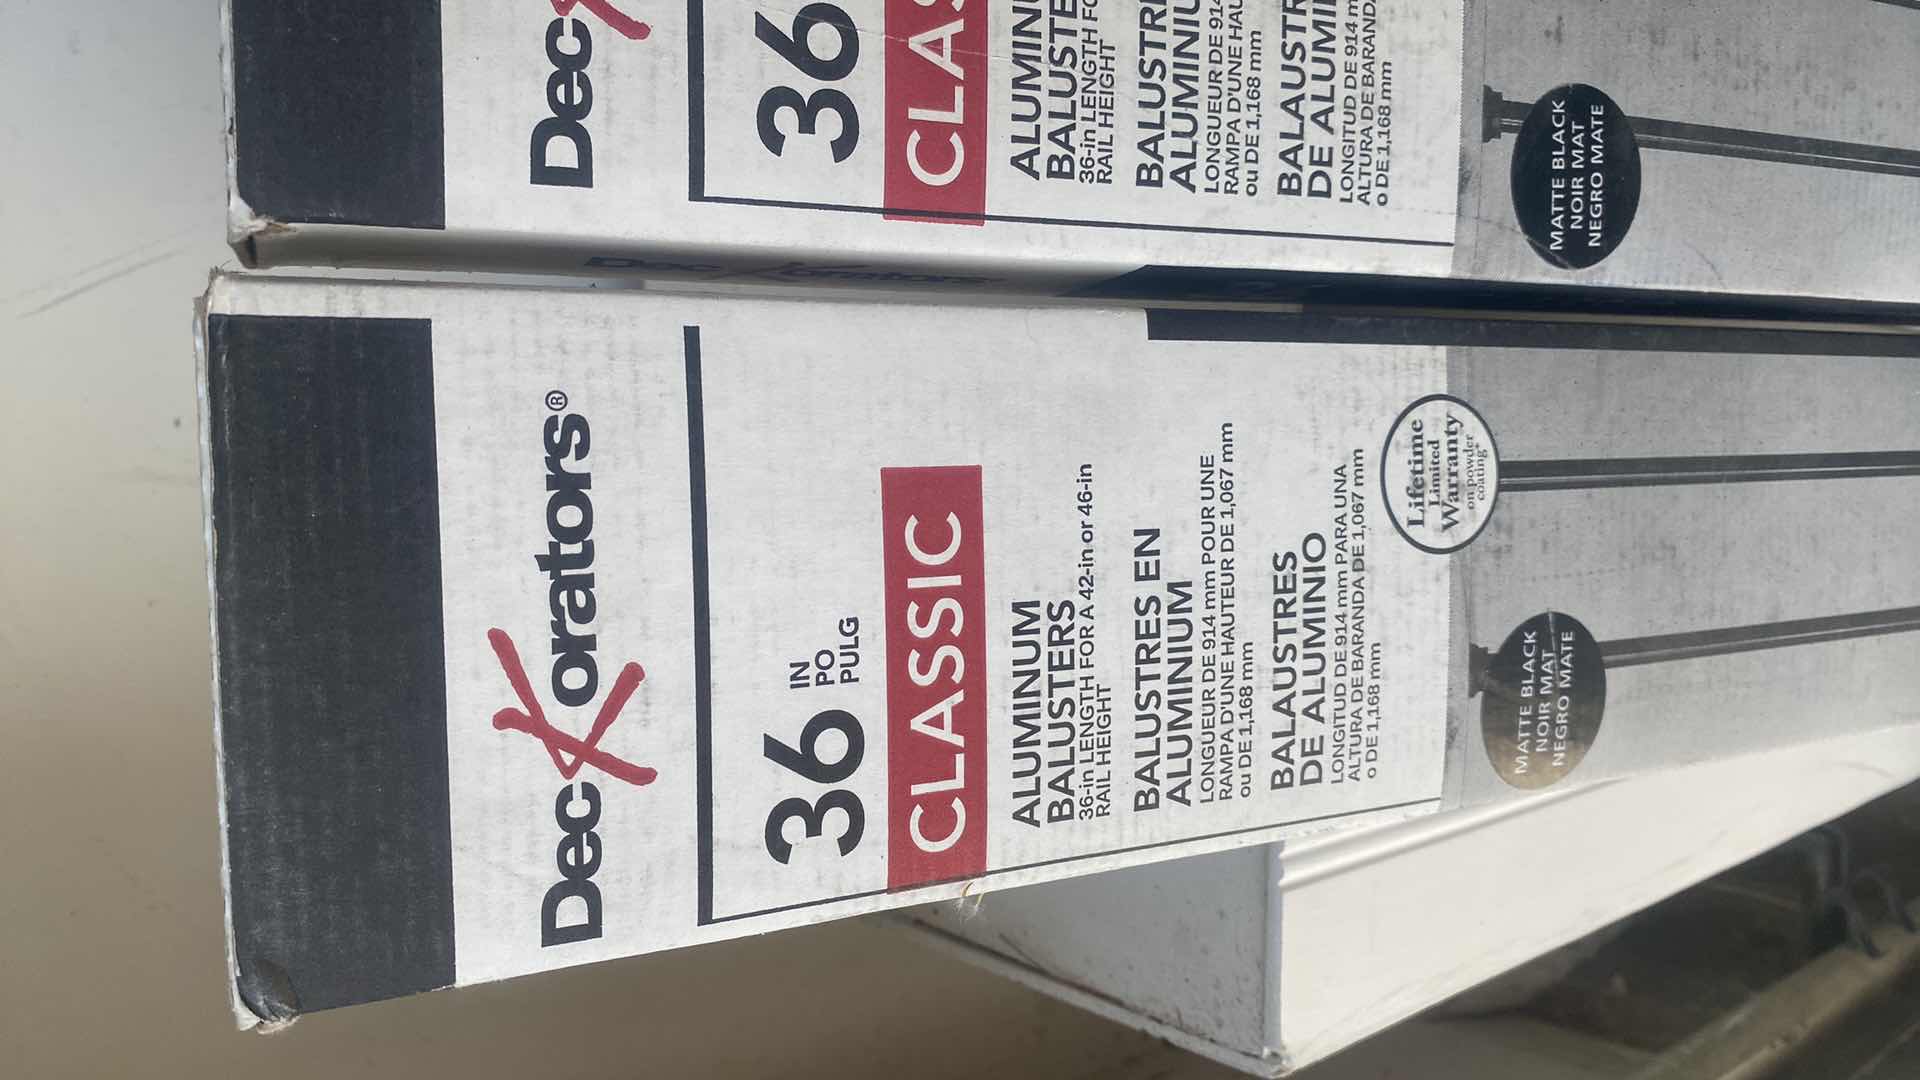 DecKorators®
36 IN
PO
PULG
CLASSIC
ALUMINUM
BALUSTERS
36-in LENGTH FOR A 42-in or 46-in
RAIL HEIGHT
BALUSTRES EN
ALUMINIUM
LONGUEUR DE 914 mm POUR UNE
RAMPA D'UNE HAUTEUR DE 1,067 mm
ou DE 1,168 mm
BALAUSTRES
DE ALUMINIO
LONGITUD DE 914 mm PARA UNA
ALTURA DE BARANDA DE 1,067 mm
o DE 1,168 mm
Lifetime
Limited
Warranty
on powder
coating*
MATTE BLACK
NOIR MAT
NEGRO MATE
DecK
36
CLAS
ALUMIN
BALUSTE
36-in LENGTH FO
RAIL HEIGHT
BALUSTR
ALUMINIU
LONGUEUR DE 914
RAMPA D'UNE HAU
ou DE 1,168 mm
BALAUSTR
DE ALUMI
LONGITUD DE 914 m
ALTURA DE BARANDA
o DE 1,168 mm
MATTE BLACK
NOIR MAT
NEGRO MATE
DecKorators